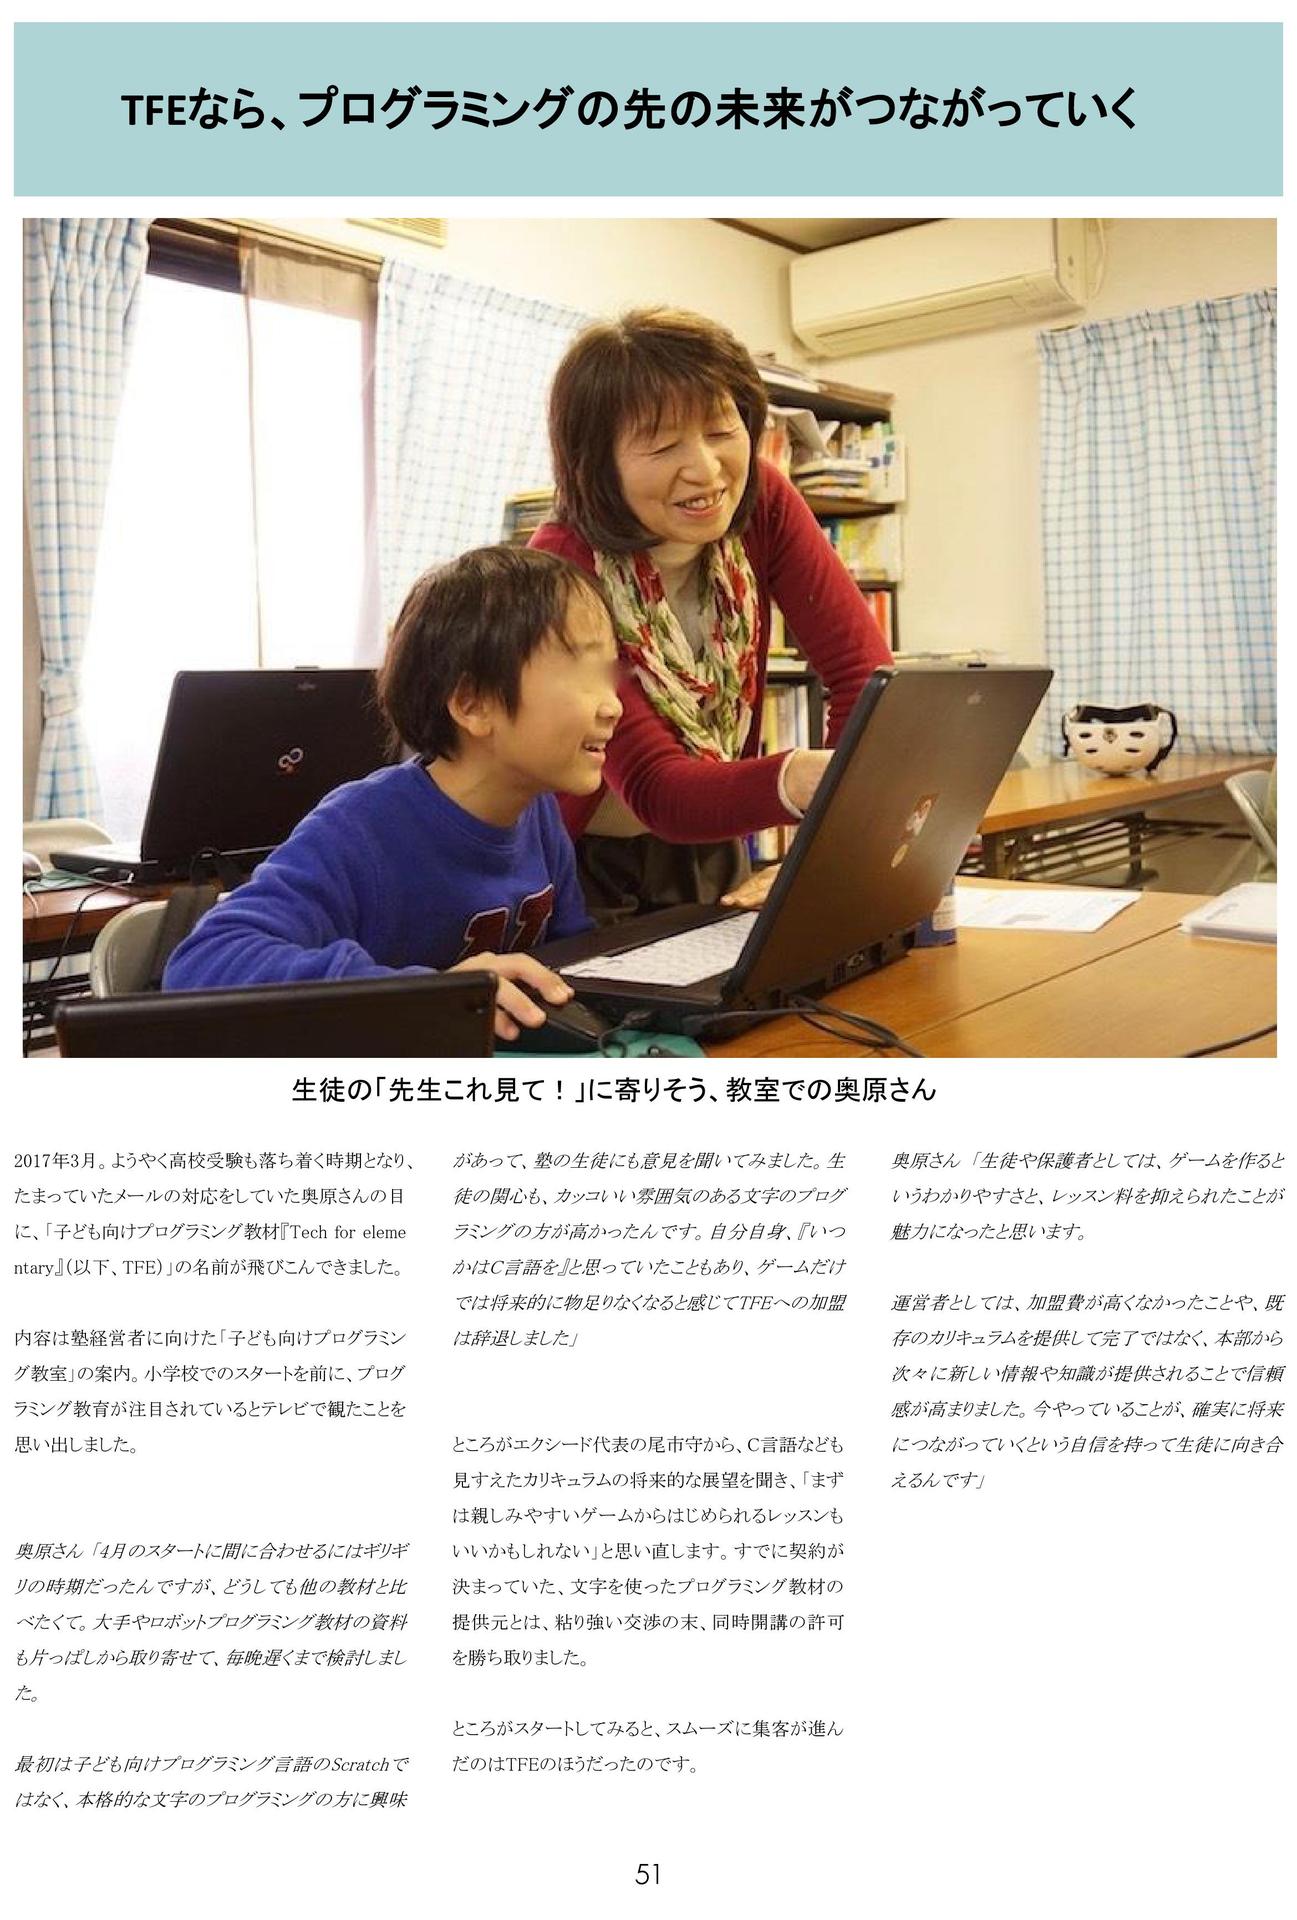 TFEなら、プログラミングの先の未来がつながっていく
生徒の「先生これ見て！」に寄りそう、教室での奥原さん
2017年3月。ようやく高校受験も落ち着く時期となり、
たまっていたメールの対応をしていた奥原さんの目
に、「子ども向けプログラミング教材『Tech for eleme
ntary』（以下、TFE）」の名前が飛びこんできました。
内容は塾経営者に向けた「子ども向けプログラミン
グ教室」の案内。小学校でのスタートを前に、プログ
ラミング教育が注目されているとテレビで観たことを
思い出しました。
奥原さん「4月のスタートに間に合わせるにはギリギ
リの時期だったんですが、どうしても他の教材と比
べたくて。大手やロボットプログラミング教材の資料
も片っぱしから取り寄せて、毎晩遅くまで検討しまし
た。
最初は子ども向けプログラミング言語のScratchで
はなく、本格的な文字のプログラミングの方に興味
があって、塾の生徒にも意見を聞いてみました。生
徒の関心も、カッコいい雰囲気のある文字のプログ
ラミングの方が高かったんです。自分自身、『いつ
かはC言語を』と思っていたこともあり、ゲームだけ
では将来的に物足りなくなると感じてTFEへの加盟
は辞退しました」
ところがエクシード代表の尾市守から、C言語なども
見すえたカリキュラムの将来的な展望を聞き、「まず
は親しみやすいゲームからはじめられるレッスンも
いいかもしれない」と思い直します。すでに契約が
決まっていた、文字を使ったプログラミング教材の
提供元とは、粘り強い交渉の末、同時開講の許可
を勝ち取りました。
ところがスタートしてみると、スムーズに集客が進ん
だのはTFEのほうだったのです。
奥原さん「生徒や保護者としては、ゲームを作ると
いうわかりやすさと、レッスン料を抑えられたことが
魅力になったと思います。
運営者としては、加盟費が高くなかったことや、既
存のカリキュラムを提供して完了ではなく、本部から
次々に新しい情報や知識が提供されることで信頼
感が高まりました。今やっていることが、確実に将来
につながっていくという自信を持って生徒に向き合
えるんです」
51